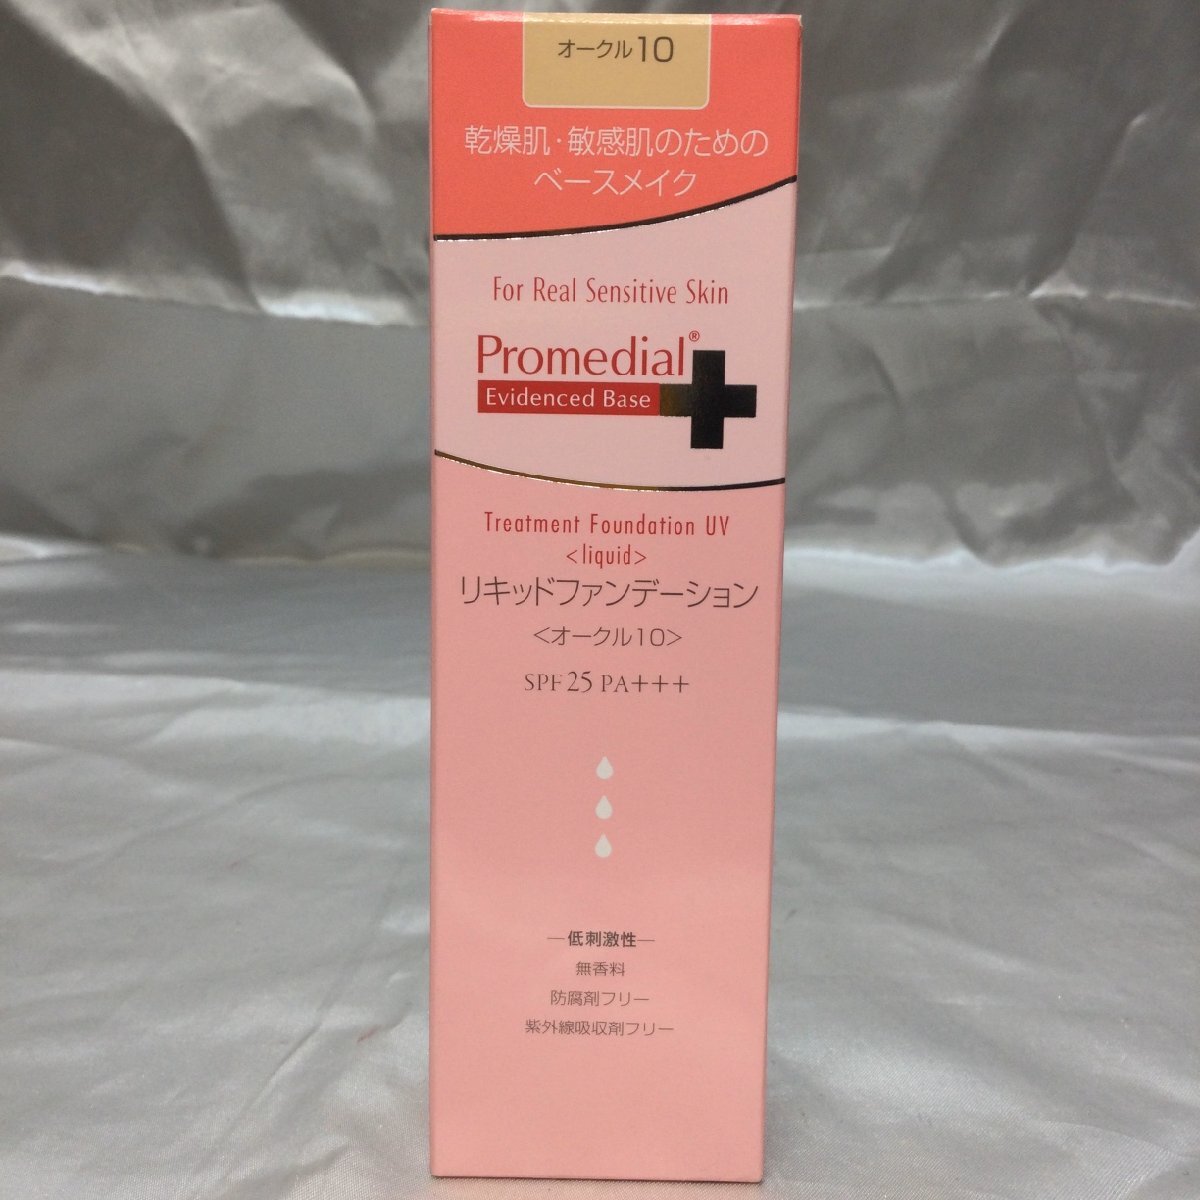 オークル10
乾燥肌・敏感肌のための
ベースメイク
For Real Sensitive Skin
Promedial®
Evidenced Base
Treatment Foundation UV
<liquid>
リキッドファンデーション
<オークル10>
SPF 25 PA+++
―低刺激性―
無香料
防腐剤フリー
紫外線吸収剤フリー